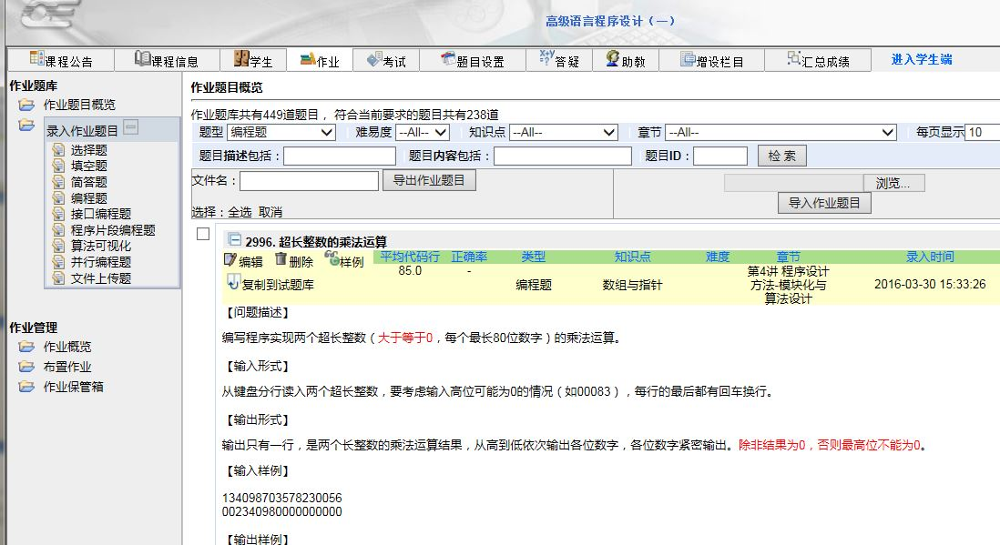 高级语言程序设计（一）
课程公告 课程信息 学生 作业 考试 题目设置 答疑 助教 增设栏目 汇总成绩 进入学生端
作业题库
作业题目概览
录入作业题目
选择题
填空题
简答题
编程题
接口编程题
程序片段编程题
算法可视化
并行编程题
文件上传题
作业管理
作业概览
布置作业
作业保管箱
作业题目概览
作业题库共有449道题目， 符合当前要求的题目共有238道
题型 编程题 难易度 --All-- 知识点 --All-- 章节 --All-- 每页显示 10
题目描述包括： 题目内容包括： 题目ID： 检 索
文件名： 导出作业题目 浏览...
导入作业题目
选择：全选 取消
2996. 超长整数的乘法运算
编辑 删除 样例 平均代码行 正确率 类型 知识点 难度 章节 录入时间
复制到试题库 85.0 - 编程题 数组与指针 第4讲 程序设计
方法-模块化与
算法设计 2016-03-30 15:33:26
【问题描述】
编写程序实现两个超长整数（大于等于0，每个最长80位数字）的乘法运算。
【输入形式】
从键盘分行读入两个超长整数，要考虑输入高位可能为0的情况（如00083），每行的最后都有回车换行。
【输出形式】
输出只有一行，是两个长整数的乘法运算结果，从高到低依次输出各位数字，各位数字紧密输出。除非结果为0，否则最高位不能为0。
【输入样例】
134098703578230056
002340980000000000
【输出样例】